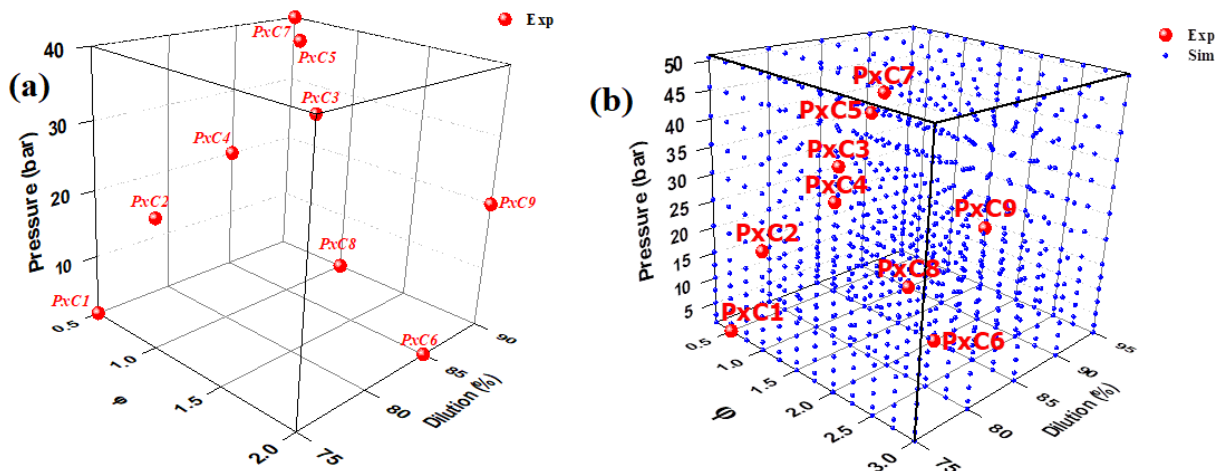 (a)
Exp
PxC7
PxC5
PxC3
PxC4
PxC2
PxC9
PxC8
PxC1
PxC6
40
30
20
10
Pressure (bar)
0.5
1.0
1.5
2.0
φ
75
80
85
90
Dilution (%)
(b)
Exp
Sim
PxC7
PxC5
PxC3
PxC4
PxC9
PxC2
PxC8
PxC1
PxC6
50
45
40
35
30
25
20
15
10
5
Pressure (bar)
0.5
1.0
1.5
2.0
2.5
3.0
φ
75
80
85
90
95
Dilution (%)